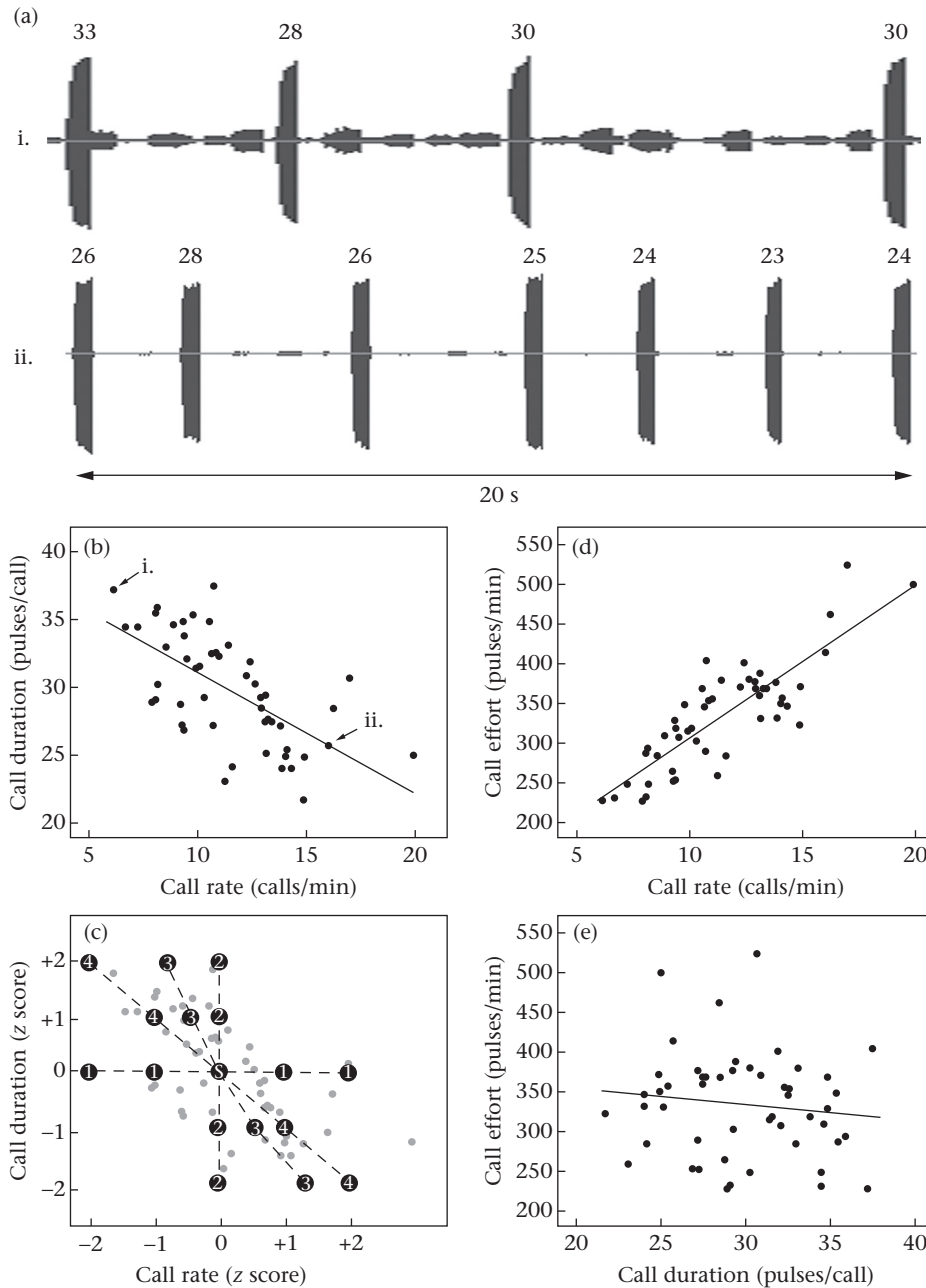 (a)
33 28 30 30
i.
26 28 26 25 24 23 24
ii.
20 s
(b)
i.
ii.
40
35
30
25
20
Call duration (pulses/call)
5 10 15 20
Call rate (calls/min)
(d)
550
500
450
400
350
300
250
200
Call effort (pulses/min)
5 10 15 20
Call rate (calls/min)
(c)
+2
+1
0
−1
−2
Call duration (z score)
4 3 2
4 3 2
1 1 S 1 1
2 3 4
2 3 4
−2 −1 0 +1 +2
Call rate (z score)
(e)
550
500
450
400
350
300
250
200
Call effort (pulses/min)
20 25 30 35 40
Call duration (pulses/call)